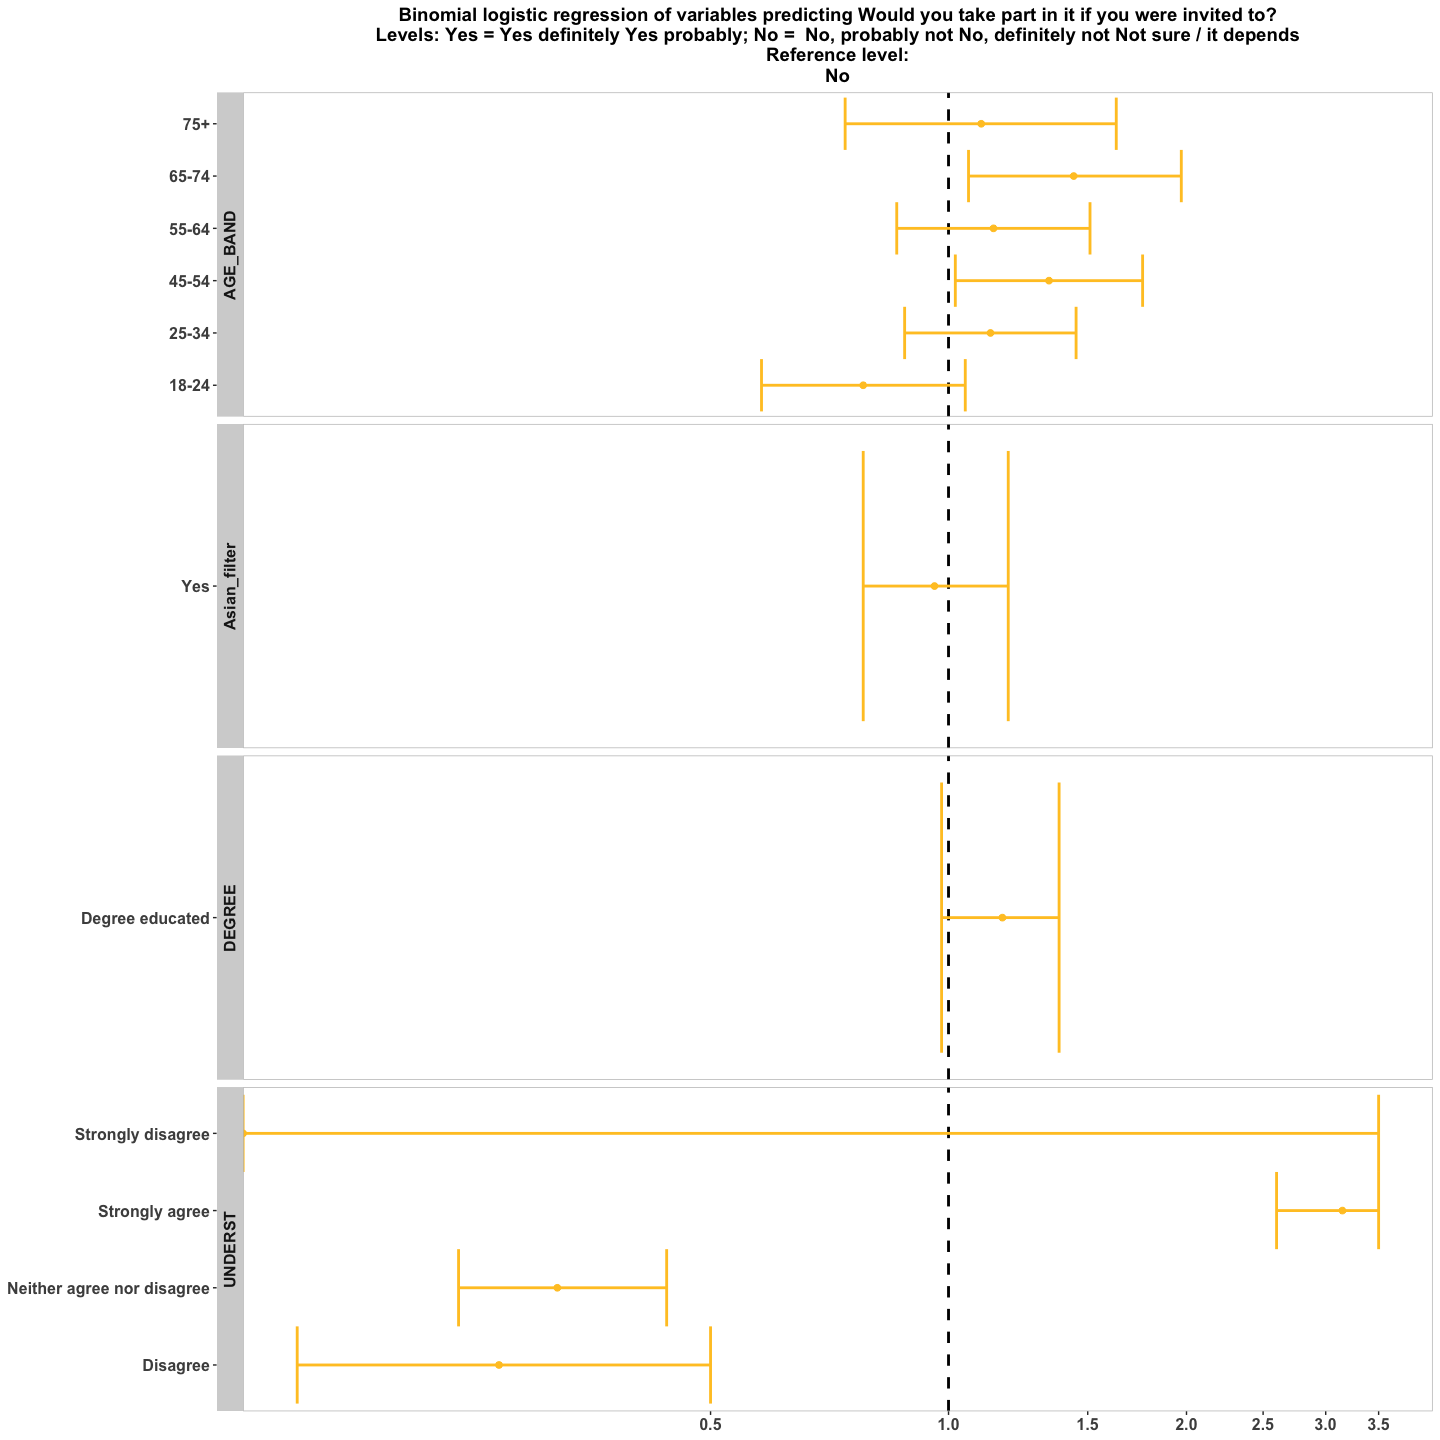 Binomial logistic regression of variables predicting Would you take part in it if you were invited to?
Levels: Yes = Yes definitely Yes probably; No =  No, probably not No, definitely not Not sure / it depends
Reference level:
No
AGE_BAND
75+
65-74
55-64
45-54
25-34
18-24
Asian_filter
Yes
DEGREE
Degree educated
UNDERST
Strongly disagree
Strongly agree
Neither agree nor disagree
Disagree
0.5 1.0 1.5 2.0 2.5 3.0 3.5